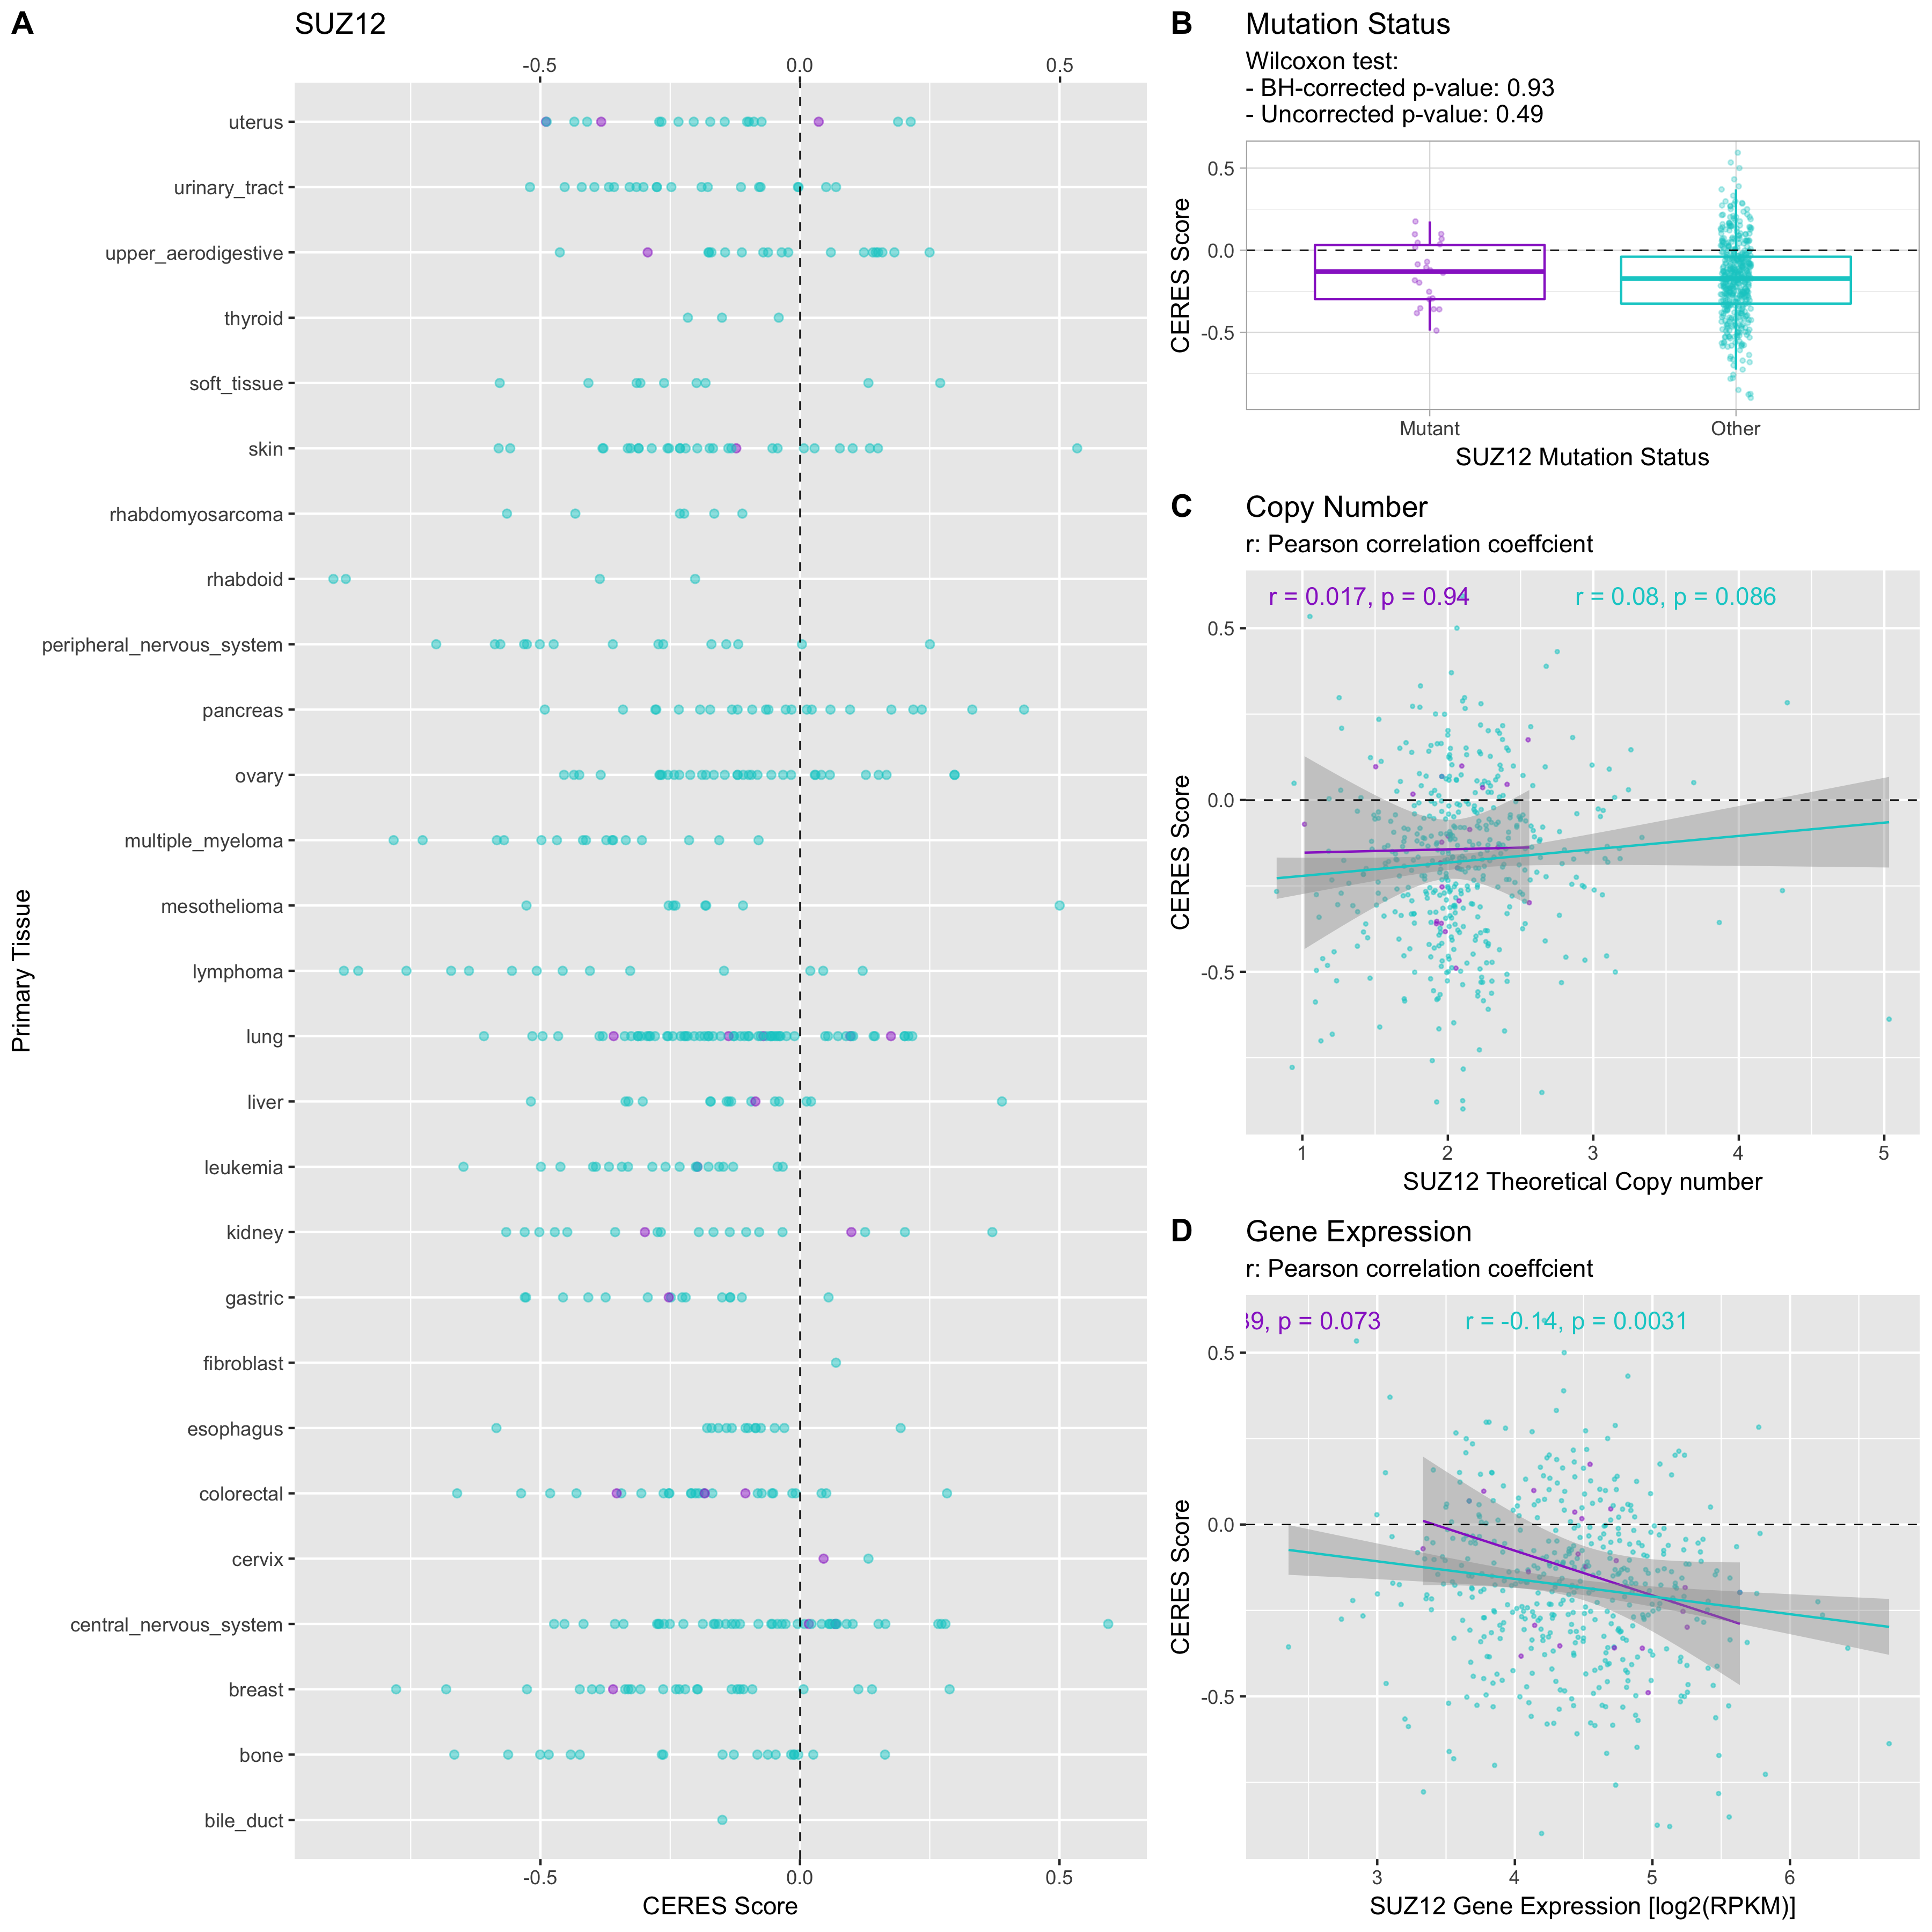 A
SUZ12
-0.5 0.0 0.5
uterus
urinary_tract
upper_aerodigestive
thyroid
soft_tissue
skin
rhabdomyosarcoma
rhabdoid
peripheral_nervous_system
pancreas
ovary
multiple_myeloma
mesothelioma
lymphoma
lung
liver
leukemia
kidney
gastric
fibroblast
esophagus
colorectal
cervix
central_nervous_system
breast
bone
bile_duct
Primary Tissue
-0.5 0.0 0.5
CERES Score
B
Mutation Status
Wilcoxon test:
- BH-corrected p-value: 0.93
- Uncorrected p-value: 0.49
0.5
0.0
-0.5
CERES Score
Mutant Other
SUZ12 Mutation Status
C
Copy Number
r: Pearson correlation coeffcient
r = 0.017, p = 0.94 r = 0.08, p = 0.086
0.5
0.0
-0.5
CERES Score
1 2 3 4 5
SUZ12 Theoretical Copy number
D
Gene Expression
r: Pearson correlation coeffcient
39, p = 0.073 r = -0.14, p = 0.0031
0.5
0.0
-0.5
CERES Score
3 4 5 6
SUZ12 Gene Expression [log2(RPKM)]